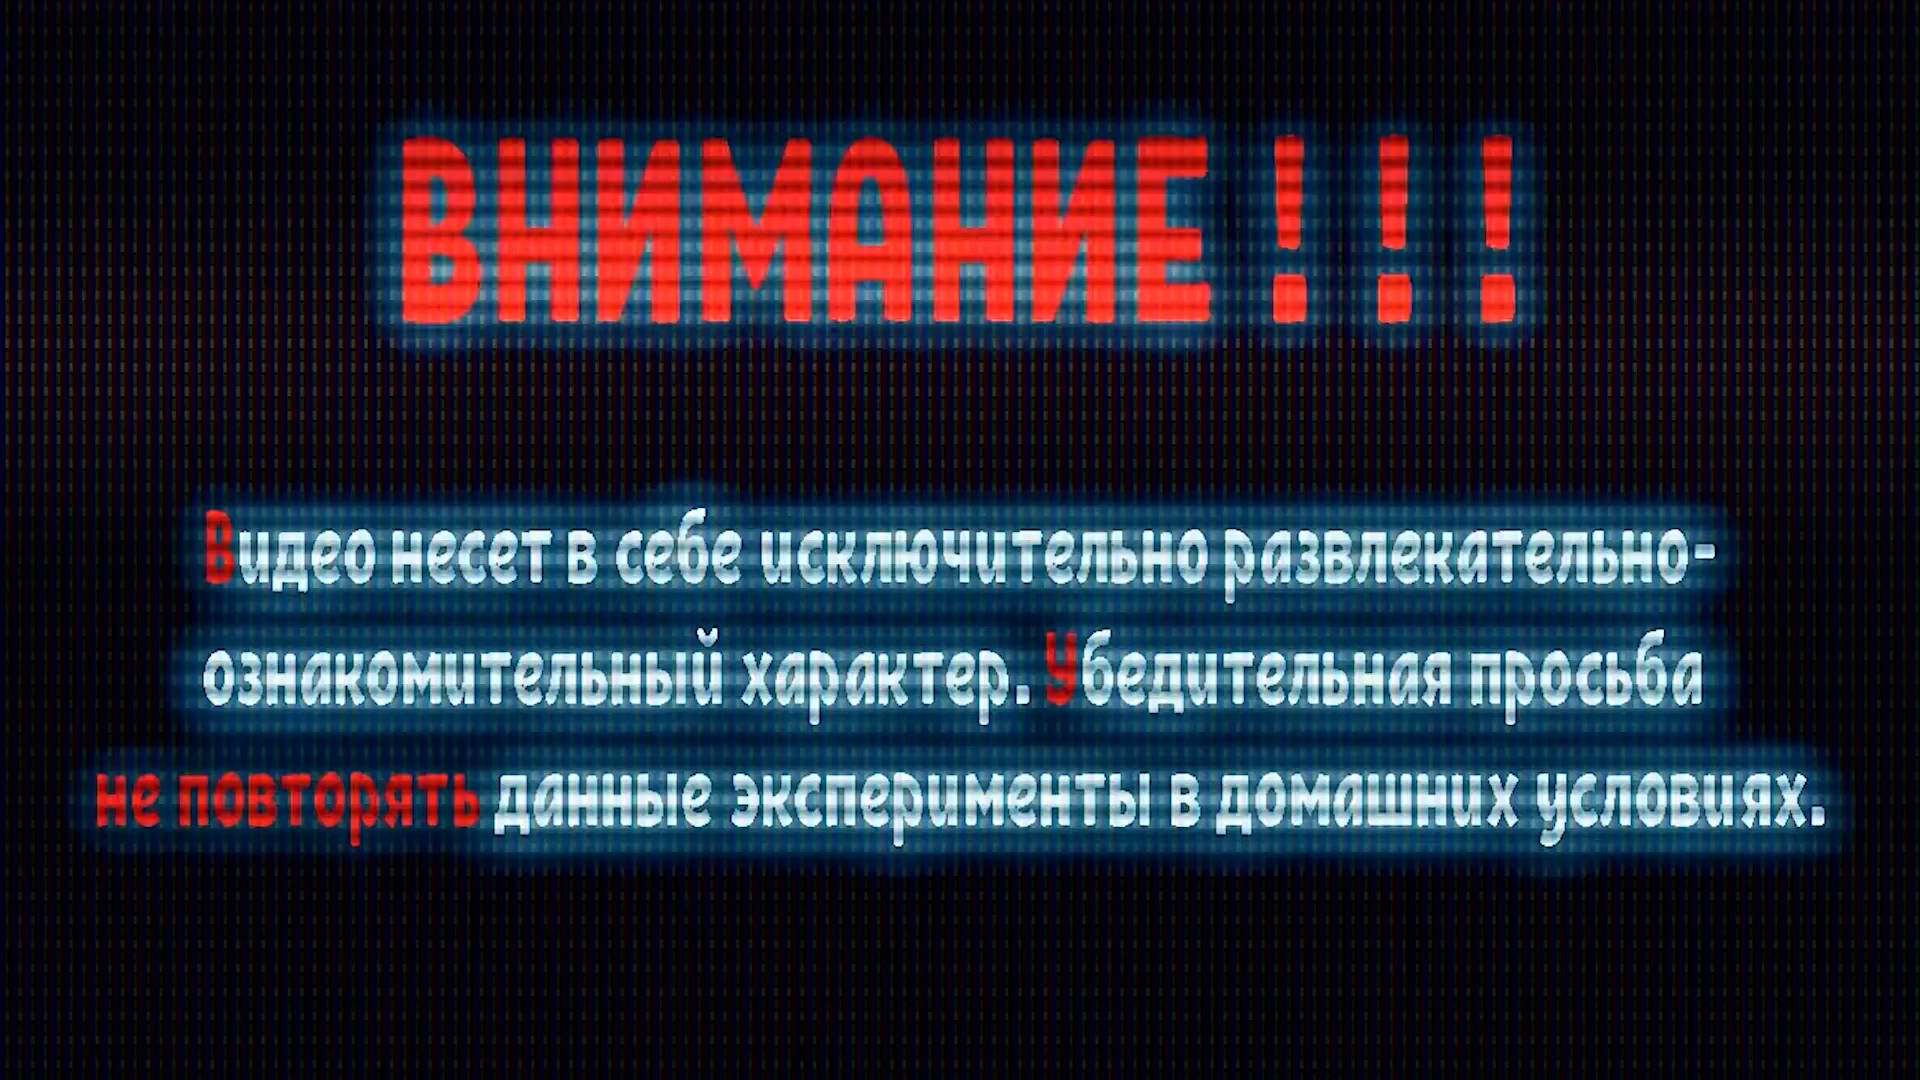 ВНИМАНИЕ ! ! !
Видео несет в себе исключительно развлекательно-
ознакомительный характер. Убедительная просьба
не повторять данные эксперименты в домашних условиях.